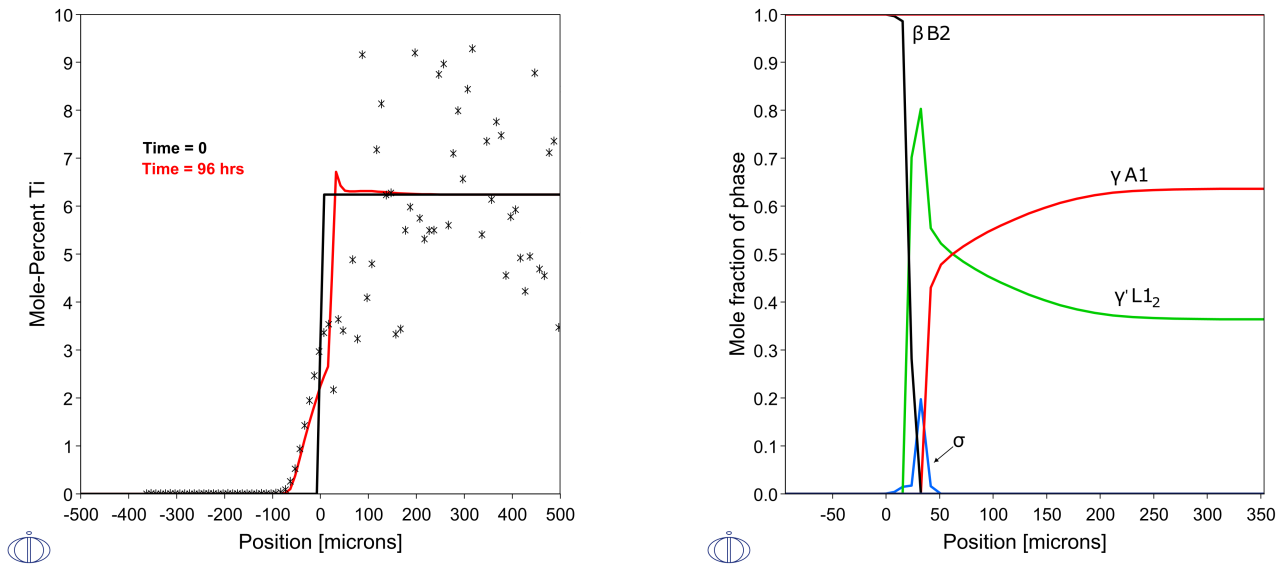 10
9
8
7
6
5
4
3
2
1
0
Mole-Percent Ti
Time = 0
Time = 96 hrs
-500 -400 -300 -200 -100 0 100 200 300 400 500
Position [microns]
1.0
0.9
0.8
0.7
0.6
0.5
0.4
0.3
0.2
0.1
0.0
Mole fraction of phase
β B2
γ A1
γ' L1₂
σ
-50 0 50 100 150 200 250 300 350
Position [microns]